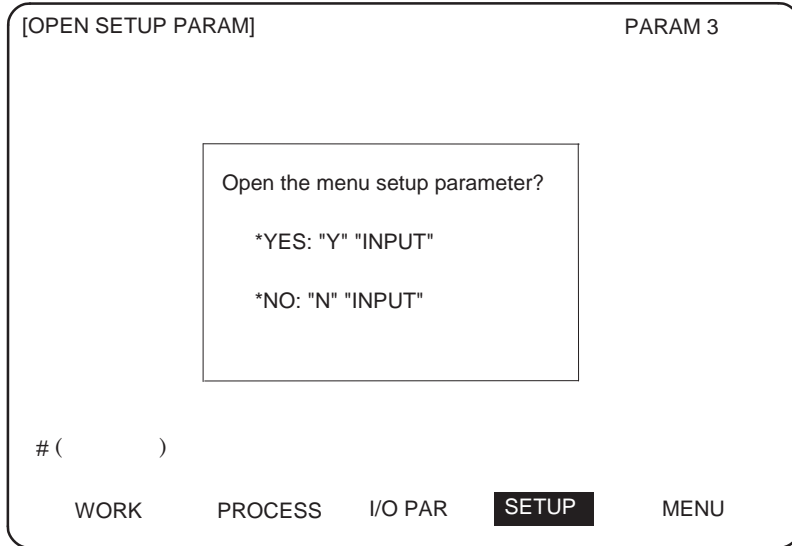 [OPEN SETUP PARAM] PARAM 3
Open the menu setup parameter?
*YES: "Y" "INPUT"
*NO: "N" "INPUT"
# ( )
WORK PROCESS I/O PAR SETUP MENU